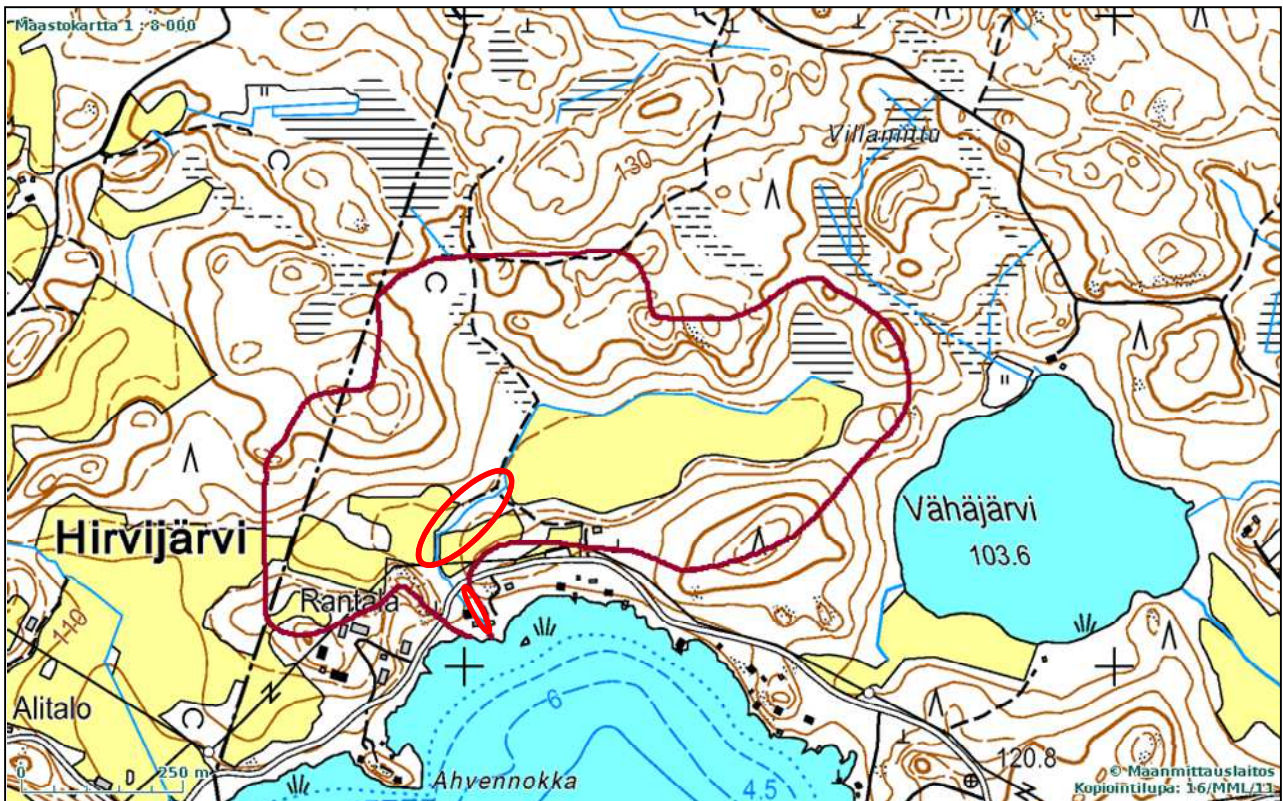 Maastokartta 1 : 8 000
Villamittu
130
Hirvijärvi
Vähäjärvi
103.6
Rantala
110
Alitalo
6
0
250 m
Ahvennokka
4.5
120.8
© Maanmittauslaitos
Kopiointilupa: 16/MML/11